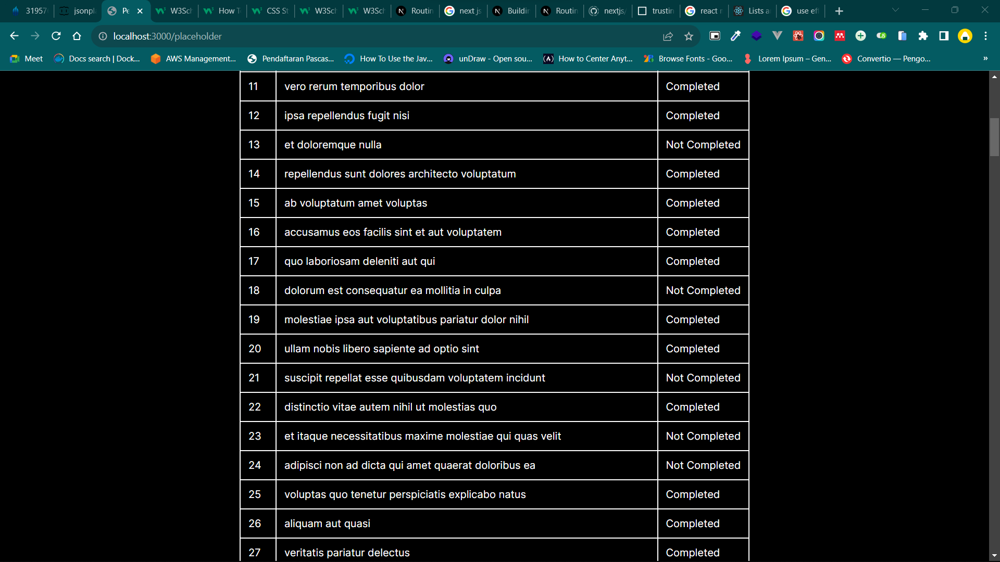 31957 jsonpl Pe W3Sch How T CSS St W3Sch W3Sch Routin next js Buildin Routin nextjs/ trustin react n Lists a use eff
localhost:3000/placeholder
Meet Docs search | Dock... AWS Management... Pendaftaran Pascas... How To Use the Jav... unDraw - Open sou... How to Center Anyt... Browse Fonts - Goo... Lorem Ipsum – Gen... Convertio — Pengo... »
11 vero rerum temporibus dolor Completed
12 ipsa repellendus fugit nisi Completed
13 et doloremque nulla Not Completed
14 repellendus sunt dolores architecto voluptatum Completed
15 ab voluptatum amet voluptas Completed
16 accusamus eos facilis sint et aut voluptatem Completed
17 quo laboriosam deleniti aut qui Completed
18 dolorum est consequatur ea mollitia in culpa Not Completed
19 molestiae ipsa aut voluptatibus pariatur dolor nihil Completed
20 ullam nobis libero sapiente ad optio sint Completed
21 suscipit repellat esse quibusdam voluptatem incidunt Not Completed
22 distinctio vitae autem nihil ut molestias quo Completed
23 et itaque necessitatibus maxime molestiae qui quas velit Not Completed
24 adipisci non ad dicta qui amet quaerat doloribus ea Not Completed
25 voluptas quo tenetur perspiciatis explicabo natus Completed
26 aliquam aut quasi Completed
27 veritatis pariatur delectus Completed